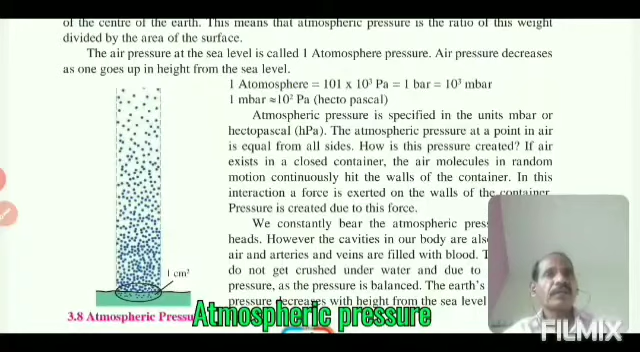 of the centre of the earth. This means that atmospheric pressure is the ratio of this weight
divided by the area of the surface.
The air pressure at the sea level is called 1 Atomosphere pressure. Air pressure decreases
as one goes up in height from the sea level.
1 Atomosphere = 101 x 10³ Pa = 1 bar = 10³ mbar
1 mbar ≈10² Pa (hecto pascal)
Atmospheric pressure is specified in the units mbar or
hectopascal (hPa). The atmospheric pressure at a point in air
is equal from all sides. How is this pressure created? If air
exists in a closed container, the air molecules in random
motion continuously hit the walls of the container. In this
interaction a force is exerted on the walls of the container.
Pressure is created due to this force.
We constantly bear the atmospheric
heads. However the cavities in our body are
air and arteries and veins are filled with blood.
do not get crushed under water and due to
pressure, as the pressure is balanced. The earth's
pressure decreases with height from the sea level
1 cm²
3.8 Atmospheric
Atmospheric pressure
FILMIX